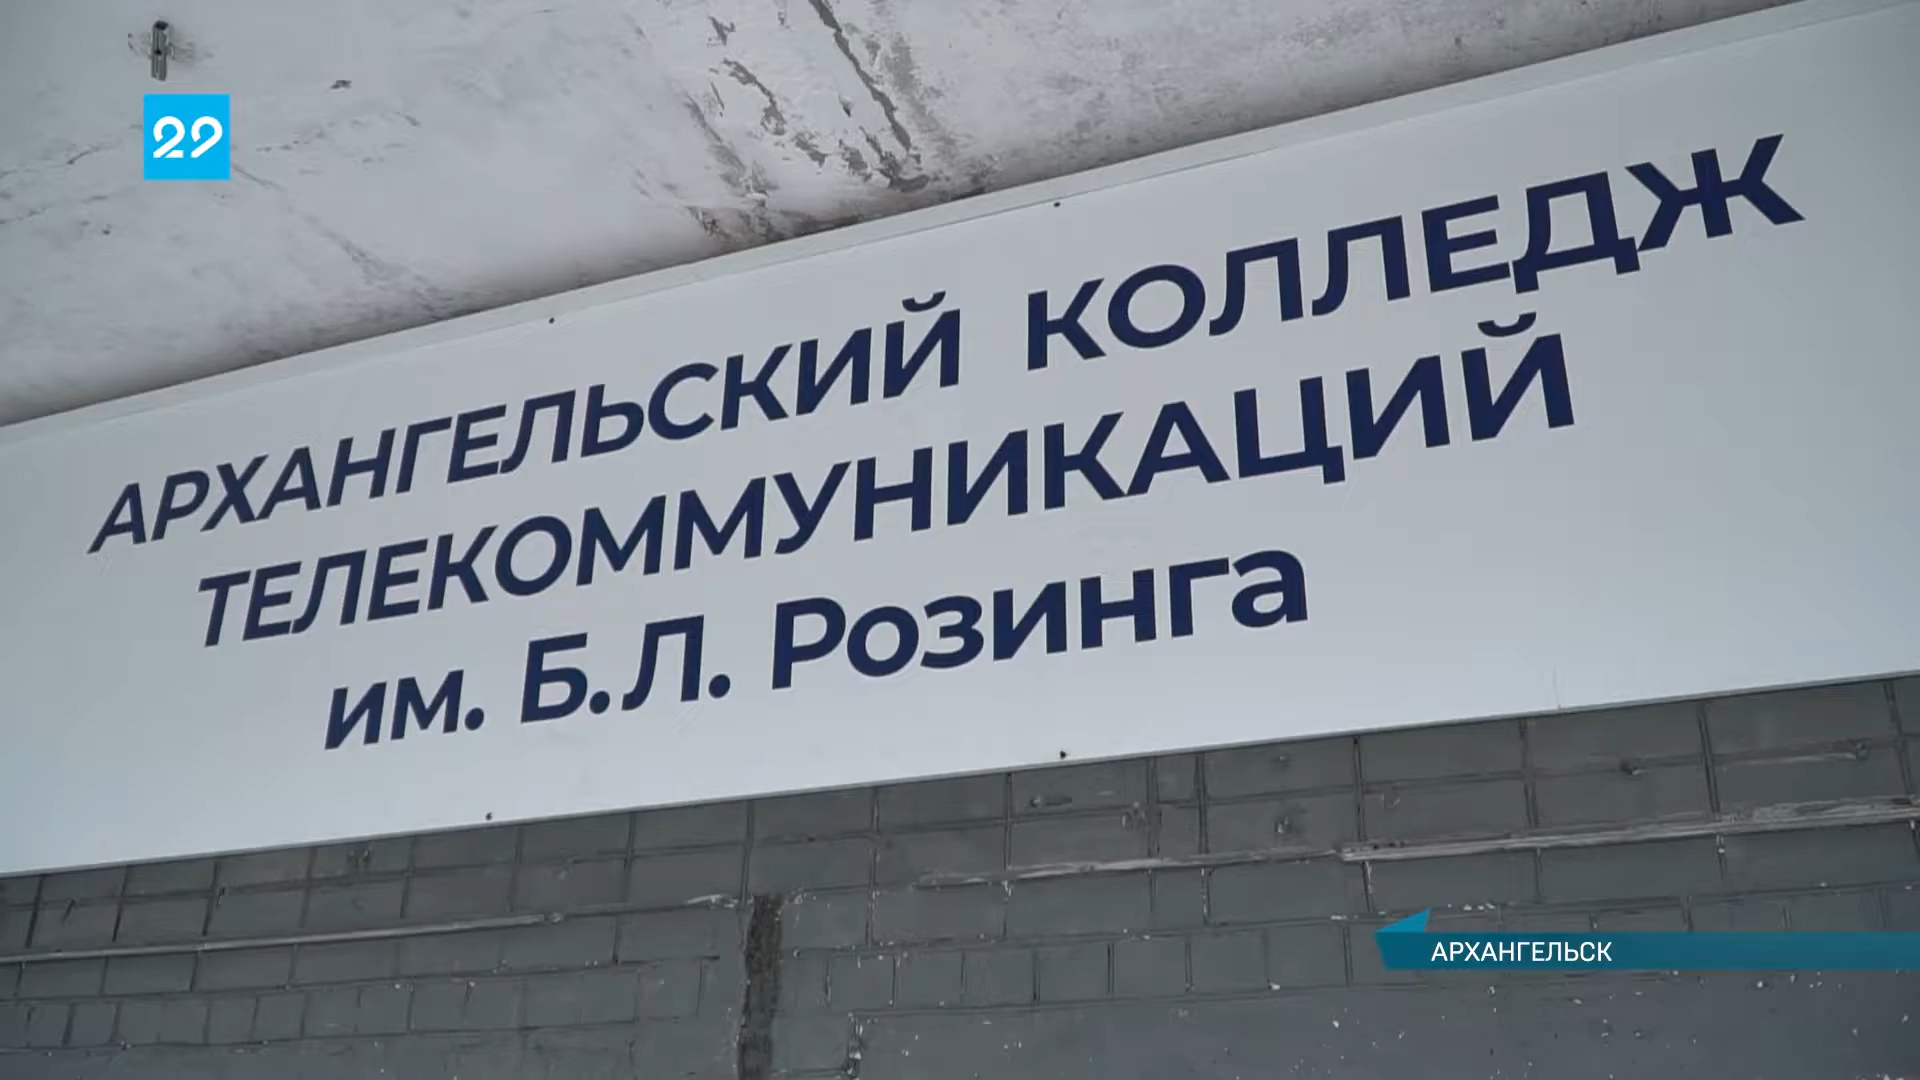 29
АРХАНГЕЛЬСКИЙ КОЛЛЕДЖ
ТЕЛЕКОММУНИКАЦИЙ
им. Б.Л. Розинга
АРХАНГЕЛЬСК